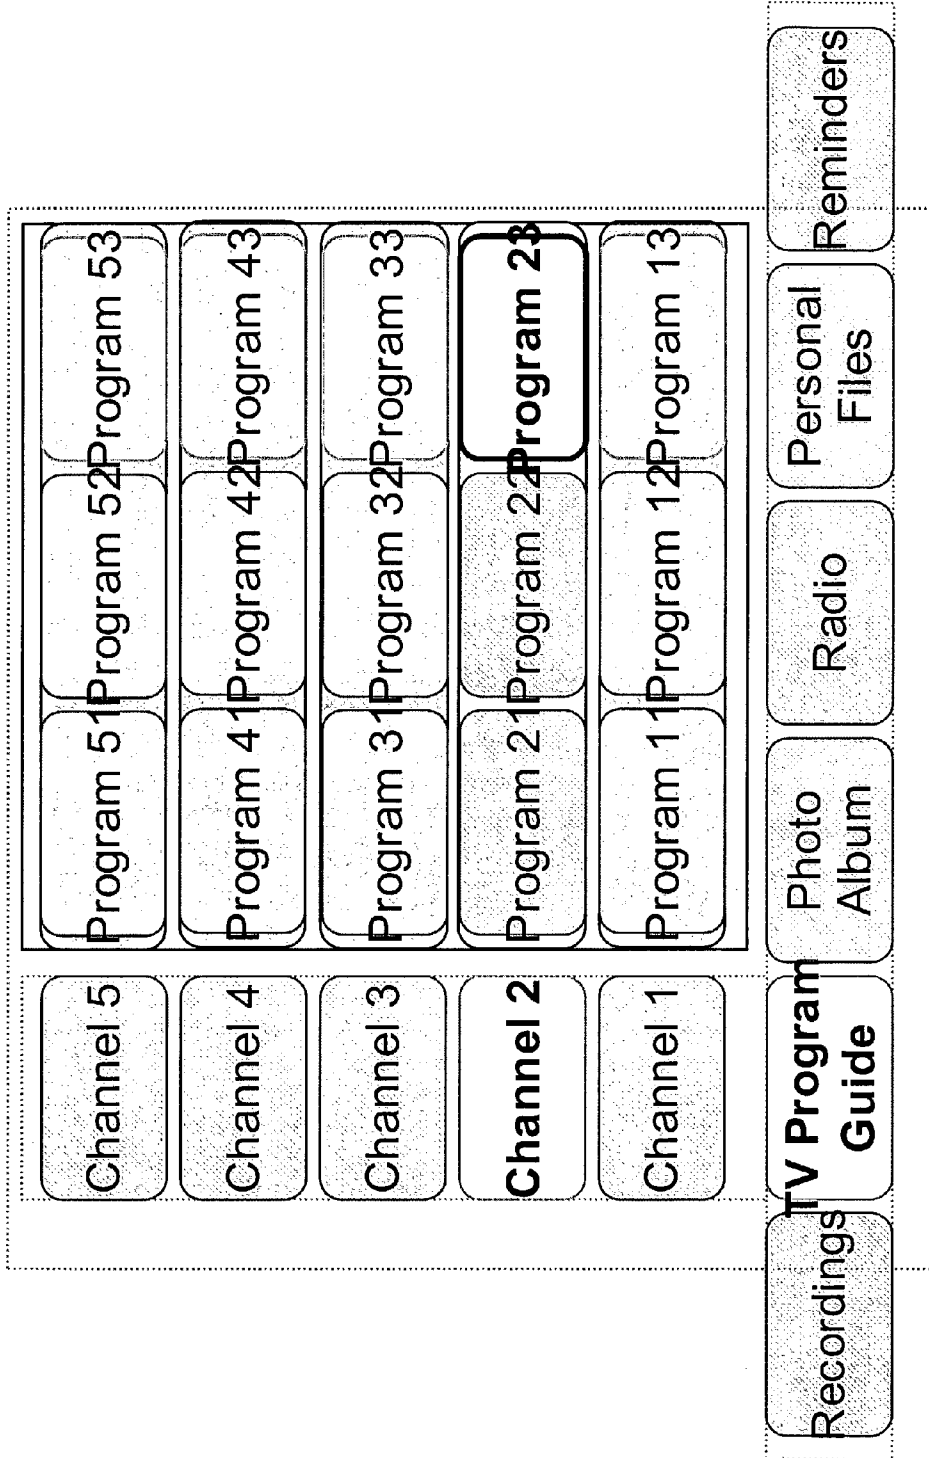 Channel 5
Program 51
Program 52
Program 53
Channel 4
Program 41
Program 42
Program 43
Channel 3
Program 31
Program 32
Program 33
Channel 2
Program 21
Program 22
Program 23
Channel 1
Program 11
Program 12
Program 13
Recordings
TV Program
Guide
Photo
Album
Radio
Personal
Files
Reminders